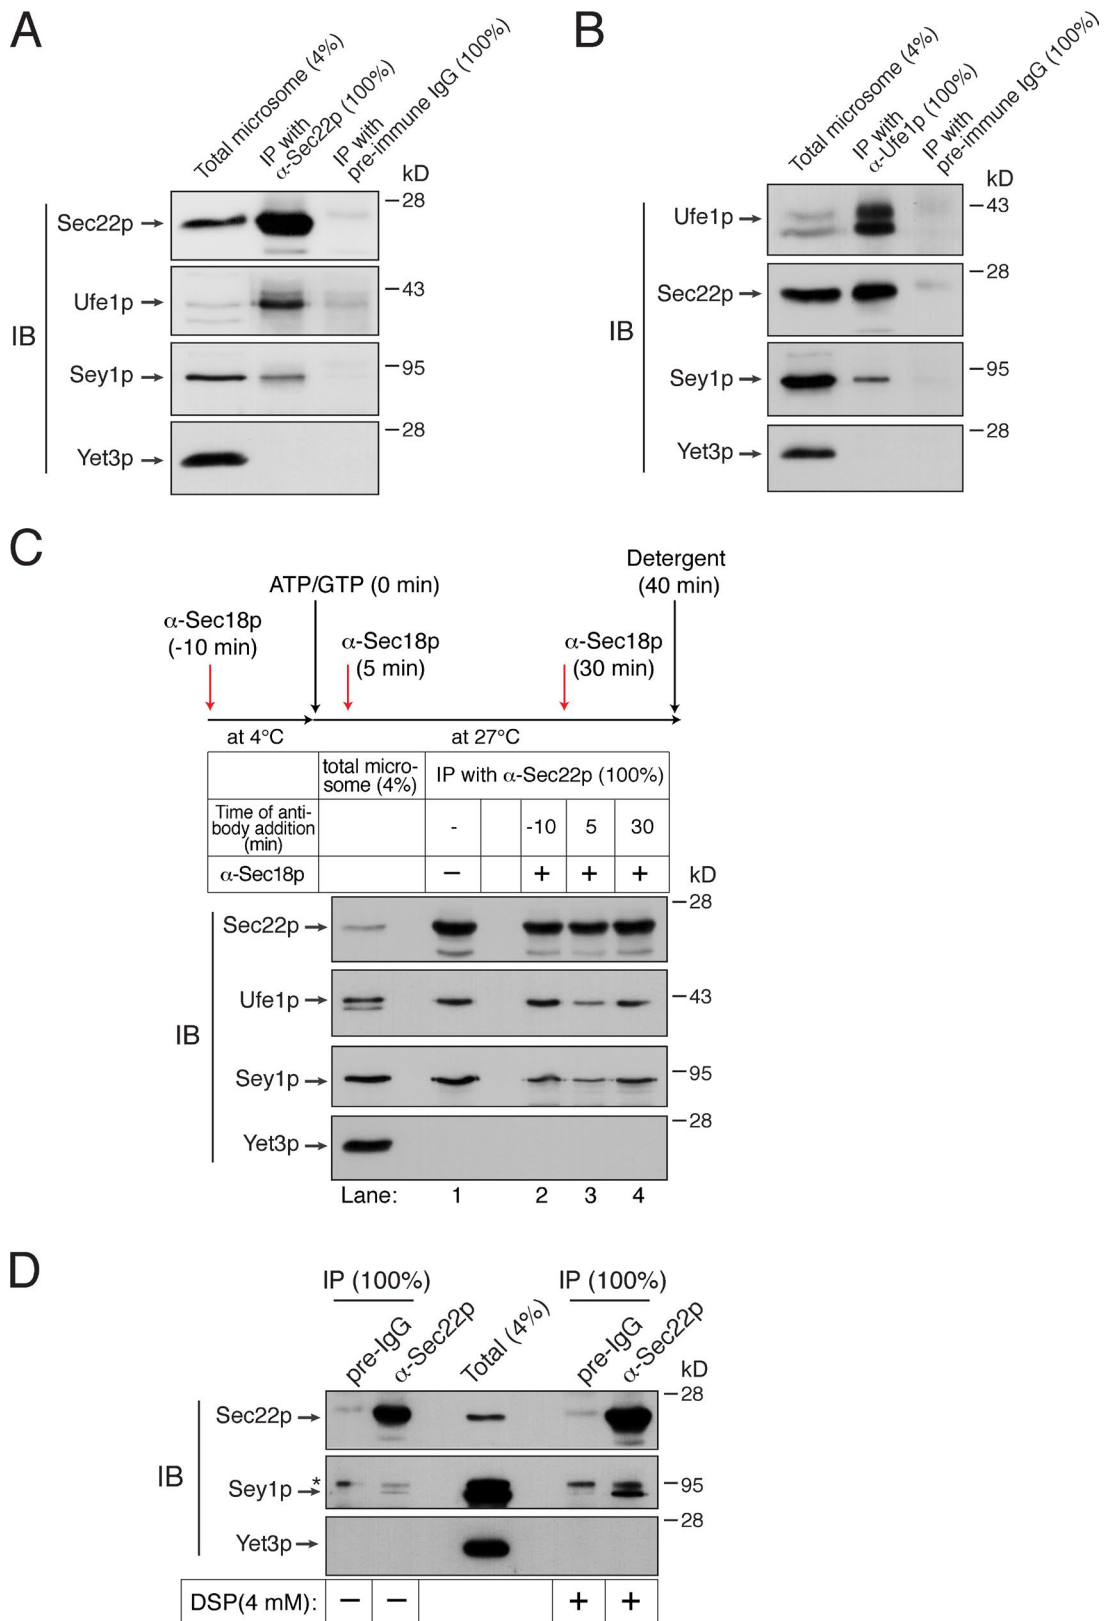 A
Total microsome (4%)
IP with
α-Sec22p (100%)
IP with
pre-immune IgG (100%)
kD
Sec22p
28
Ufe1p
43
IB
Sey1p
95
Yet3p
28
B
Total microsome (4%)
IP with
α-Ufe1p (100%)
IP with
pre-immune IgG (100%)
kD
Ufe1p
43
Sec22p
28
IB
Sey1p
95
Yet3p
28
C
Detergent
(40 min)
ATP/GTP (0 min)
α-Sec18p
(-10 min)
α-Sec18p
(5 min)
α-Sec18p
(30 min)
at 4°C
at 27°C
total micro-
some (4%)
IP with α-Sec22p (100%)
Time of anti-
body addition
(min)
- -10 5 30
α-Sec18p
− + + +
kD
28
Sec22p
Ufe1p
43
IB
Sey1p
95
28
Yet3p
Lane: 1 2 3 4
D
IP (100%)
IP (100%)
pre-IgG
α-Sec22p
Total (4%)
pre-IgG
α-Sec22p
kD
28
Sec22p
IB
*
Sey1p
95
28
Yet3p
DSP(4 mM): − − + +